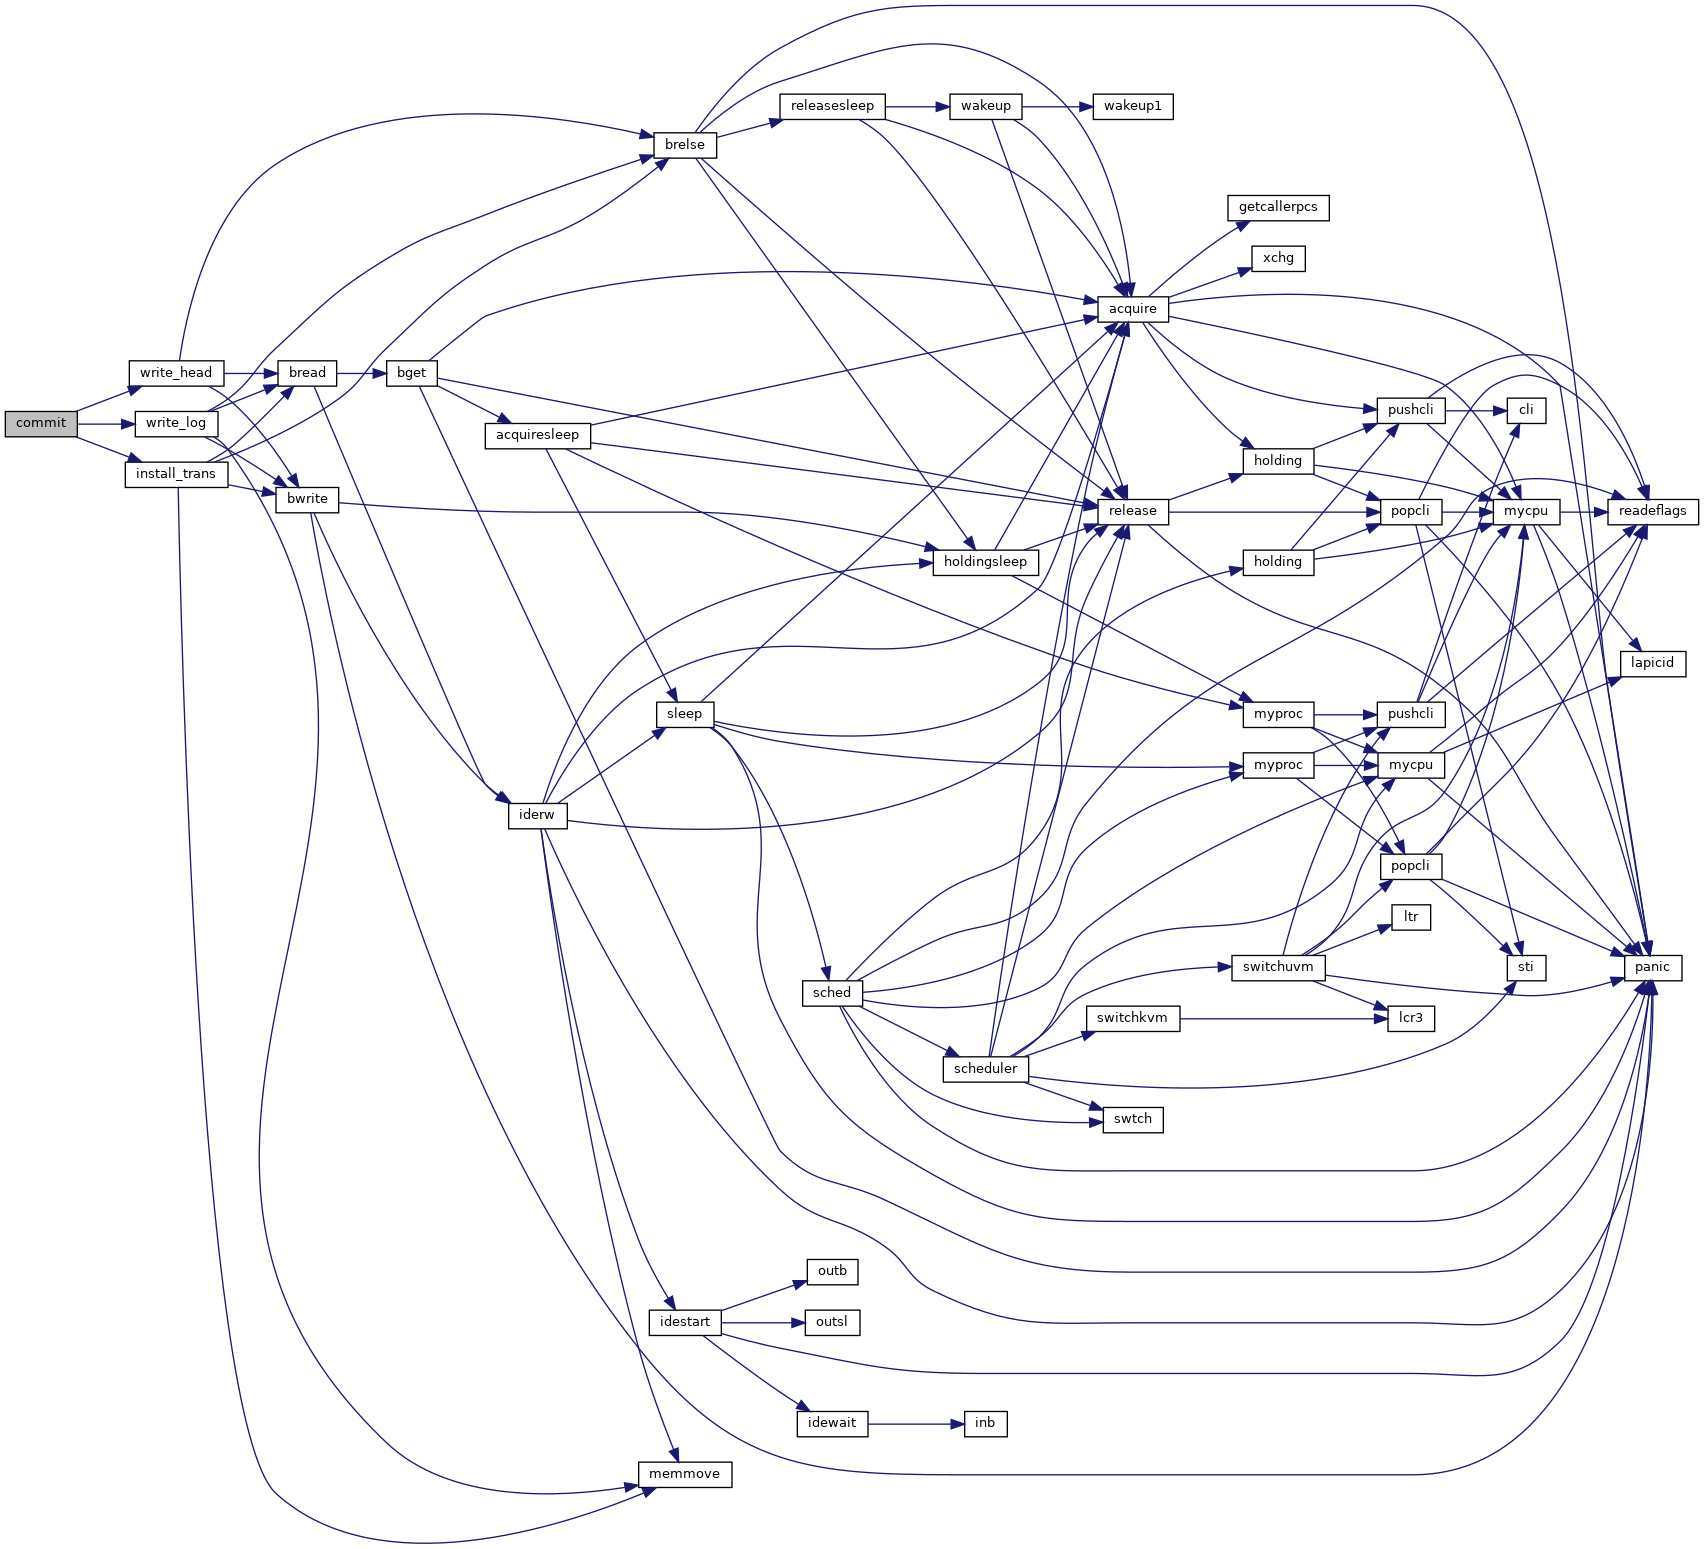 commit
write_head
write_log
install_trans
bread
bwrite
bget
acquiresleep
iderw
brelse
sleep
idestart
memmove
releasesleep
sched
outb
outsl
idewait
wakeup
holdingsleep
scheduler
inb
wakeup1
acquire
release
switchkvm
swtch
getcallerpcs
xchg
holding
holding
myproc
myproc
switchuvm
pushcli
popcli
pushcli
mycpu
popcli
ltr
lcr3
cli
mycpu
sti
readeflags
lapicid
panic